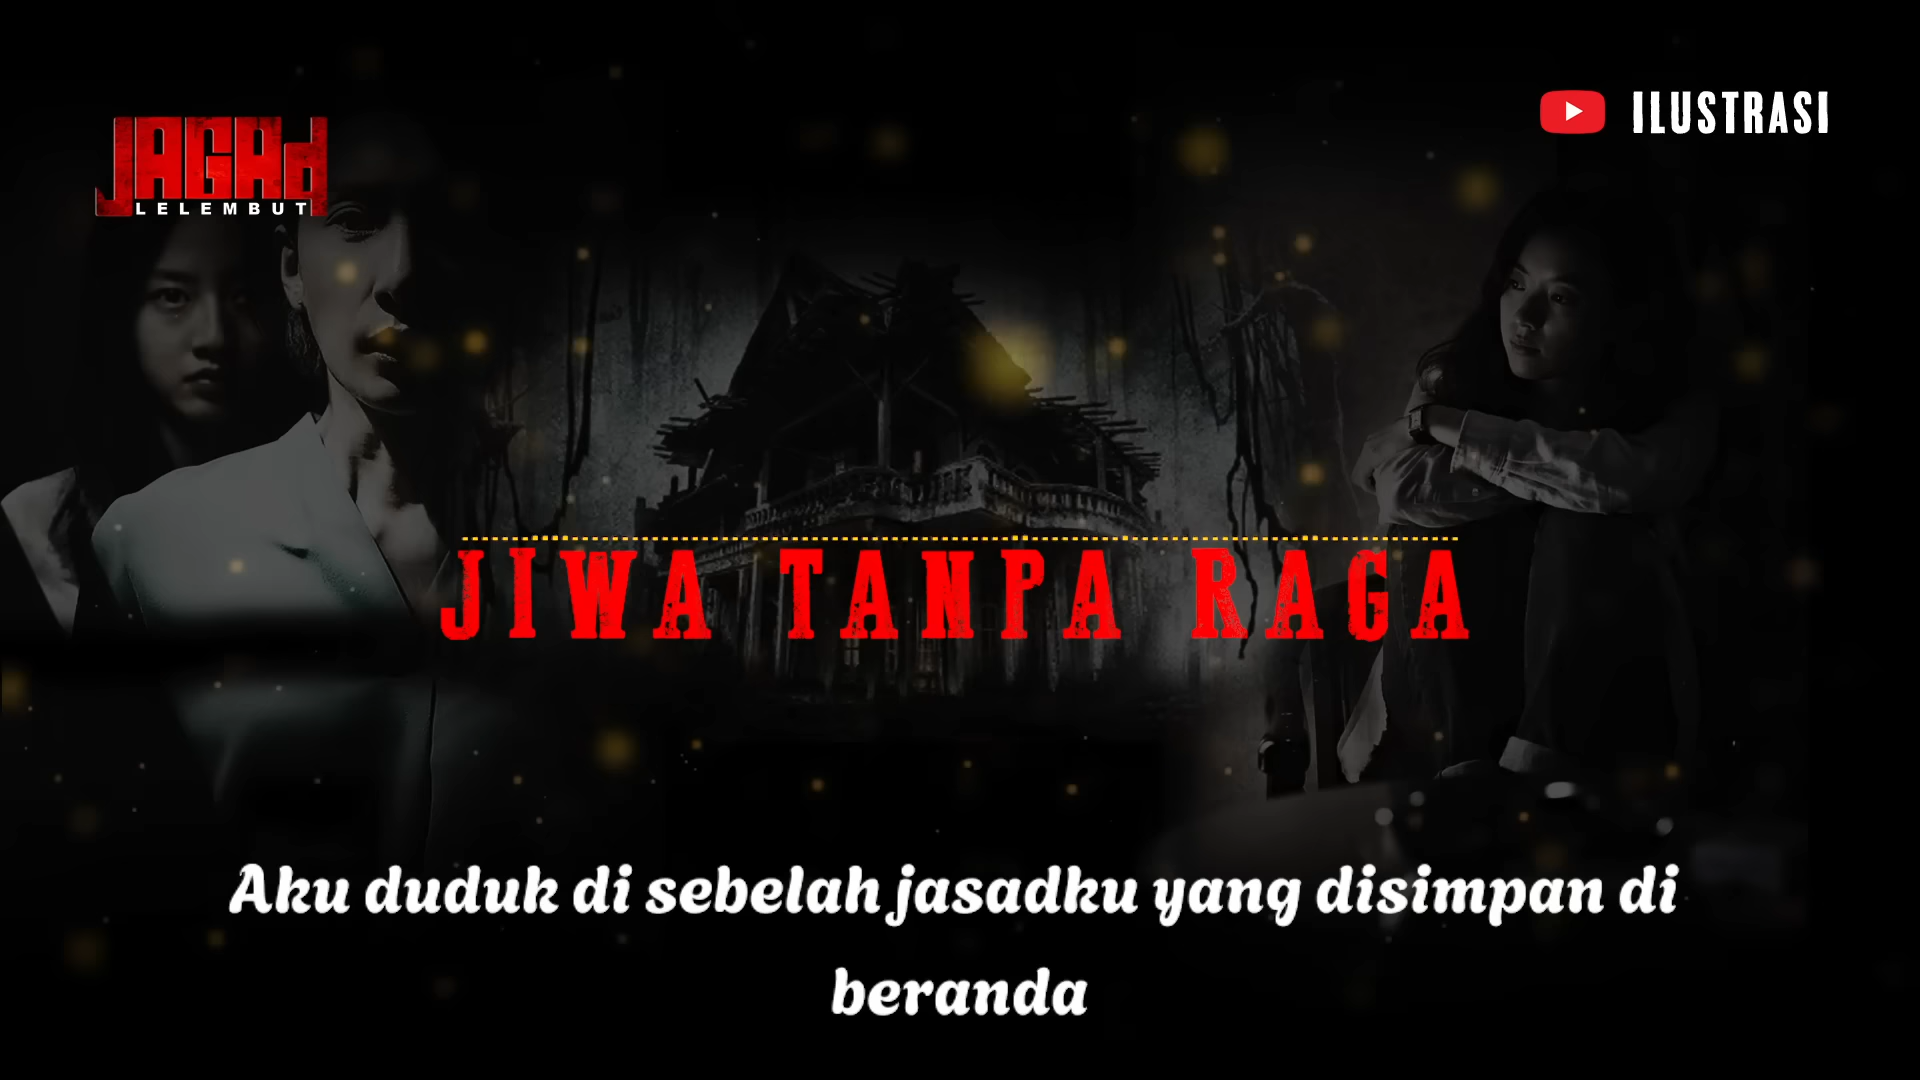 JAGAd
LELEMBUT
ILUSTRASI
JIWA TANPA RAGA
Aku duduk di sebelah jasadku yang disimpan di
beranda